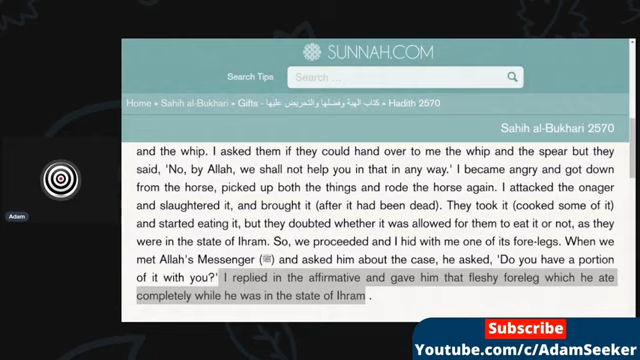 SUNNAH.COM
Search Tips
Search ...
Home » Sahih al-Bukhari » Gifts - كتاب الهبة وفضلها والتحريض عليها » Hadith 2570
Sahih al-Bukhari 2570
and the whip. I asked them if they could hand over to me the whip and the spear but they
said, 'No, by Allah, we shall not help you in that in any way.' I became angry and got down
from the horse, picked up both the things and rode the horse again. I attacked the onager
and slaughtered it, and brought it (after it had been dead). They took it (cooked some of it)
and started eating it, but they doubted whether it was allowed for them to eat it or not, as they
were in the state of Ihram. So, we proceeded and I hid with me one of its fore-legs. When we
met Allah's Messenger (ﷺ) and asked him about the case, he asked, 'Do you have a portion
of it with you?' I replied in the affirmative and gave him that fleshy foreleg which he ate
completely while he was in the state of Ihram .
Adam
Subscribe
Youtube.com/c/AdamSeeker